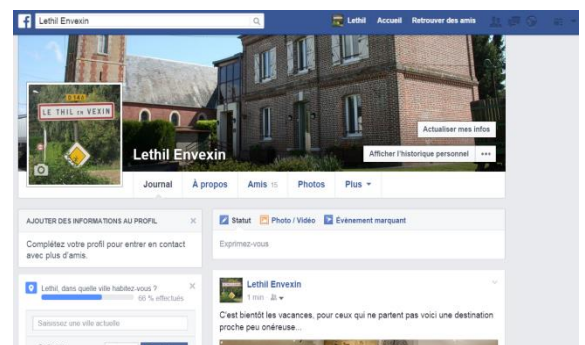 Lethil Envexin
Lethil Accueil Retrouver des amis
LE THIL EN VEXIN
Actualiser mes infos
Lethil Envexin
Afficher l'historique personnel
Journal À propos Amis 15 Photos Plus
AJOUTER DES INFORMATIONS AU PROFIL
Complétez votre profil pour entrer en contact
avec plus d'amis.
Lethil, dans quelle ville habitez-vous ?
66 % effectués
Saisissez une ville actuelle
Statut Photo / Vidéo Évènement marquant
Exprimez-vous
Lethil Envexin
1 min
C'est bientôt les vacances, pour ceux qui ne partent pas voici une destination
proche peu onéreuse...